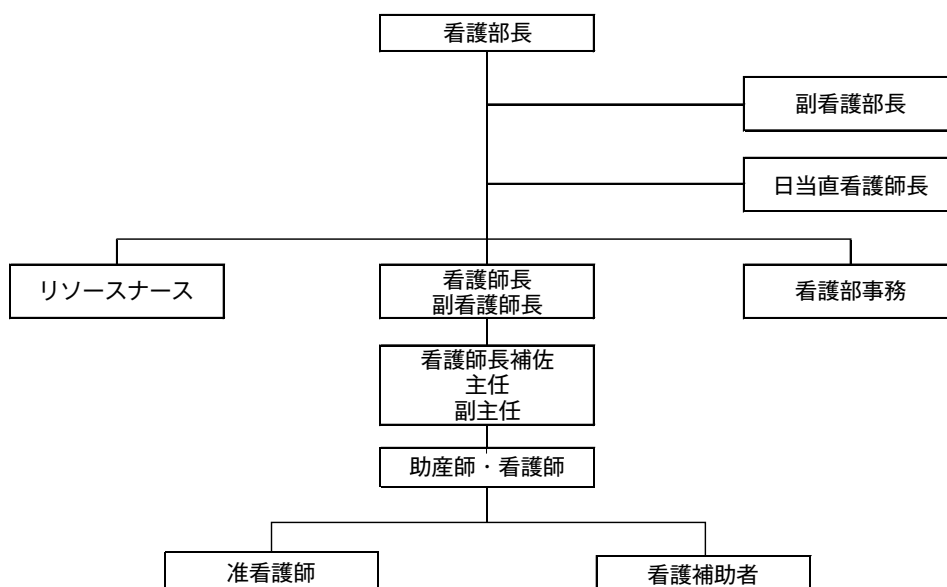 看護部長
副看護部長
日当直看護師長
リソースナース
看護師長
副看護師長
看護部事務
看護師長補佐
主任
副主任
助産師・看護師
准看護師
看護補助者